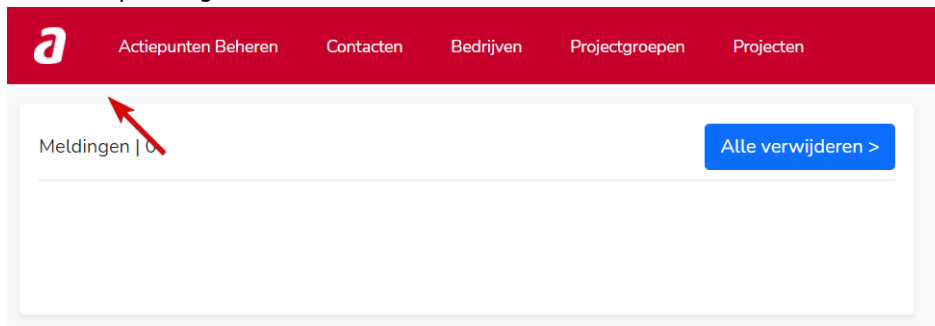 a
Actiepunten Beheren Contacten Bedrijven Projectgroepen Projecten
Meldingen | 0
Alle verwijderen >